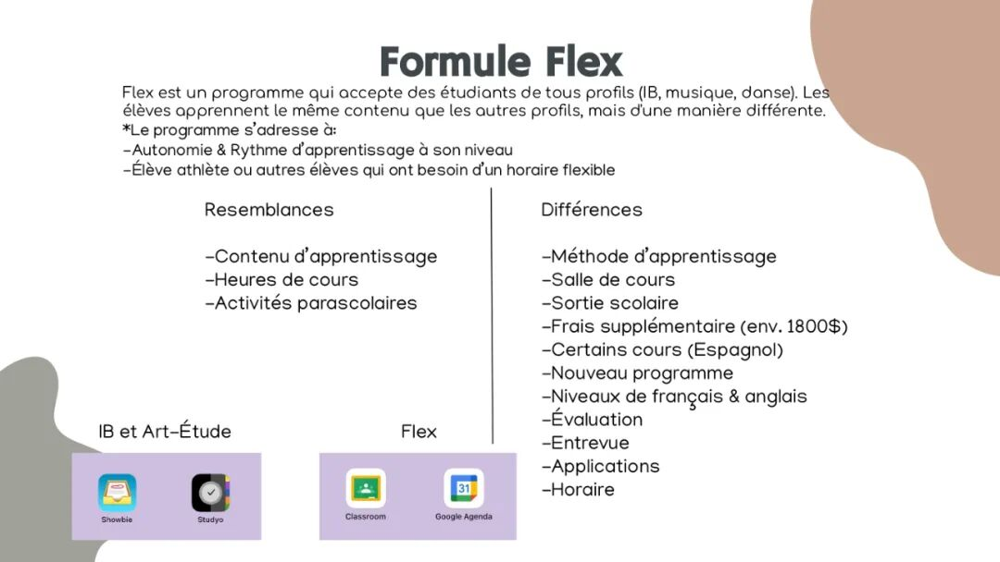 Formule Flex
Flex est un programme qui accepte des étudiants de tous profils (IB, musique, danse). Les
élèves apprennent le même contenu que les autres profils, mais d'une manière différente.
*Le programme s'adresse à:
-Autonomie & Rythme d'apprentissage à son niveau
-Élève athlète ou autres élèves qui ont besoin d'un horaire flexible
Resemblances
-Contenu d'apprentissage
-Heures de cours
-Activités parascolaires
Différences
-Méthode d'apprentissage
-Salle de cours
-Sortie scolaire
-Frais supplémentaire (env. 1800$)
-Certains cours (Espagnol)
-Nouveau programme
-Niveaux de français & anglais
-Évaluation
-Entrevue
-Applications
-Horaire
IB et Art-Étude
Showbie
Studyo
Flex
31
Classroom
Google Agenda